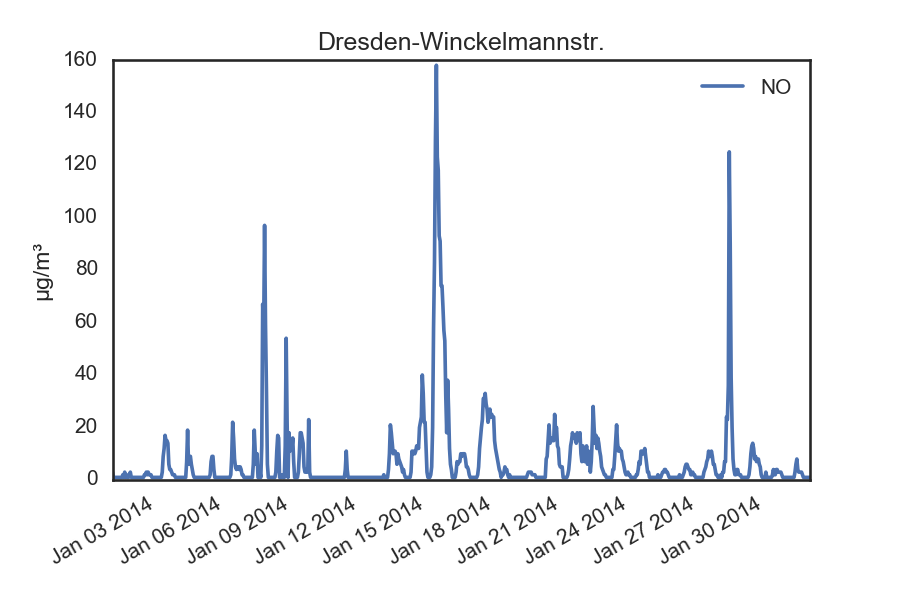 Dresden-Winckelmannstr.
160
140
120
100
80
60
40
20
0
µg/m³
NO
Jan 03 2014
Jan 06 2014
Jan 09 2014
Jan 12 2014
Jan 15 2014
Jan 18 2014
Jan 21 2014
Jan 24 2014
Jan 27 2014
Jan 30 2014